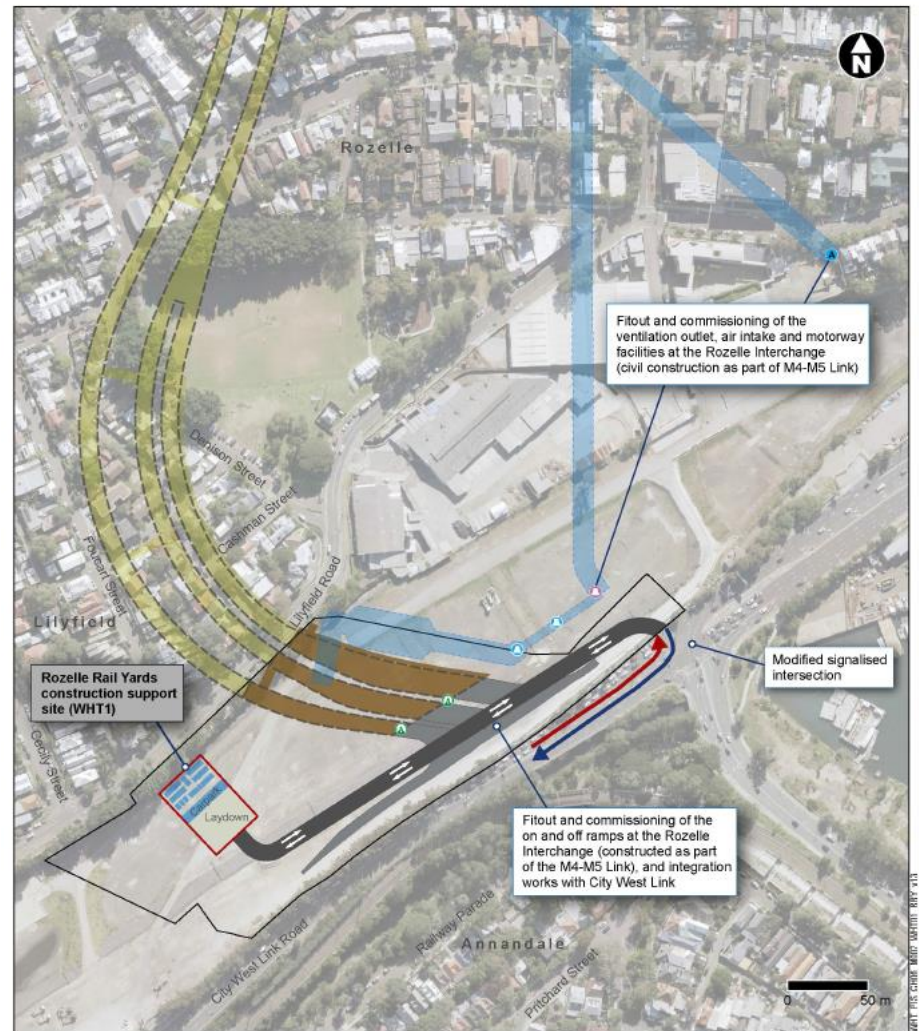 N
Rozelle
Fitout and commissioning of the
ventilation outlet, air intake and motorway
facilities at the Rozelle Interchange
(civil construction as part of M4-M5 Link)
Denison Street
Cashman Street
Foucart Street
Lilyfield Road
Lilyfield
Modified signalised
intersection
Rozelle Rail Yards
construction support
site (WHT1)
Cecily Street
Carpark
Laydown
Fitout and commissioning of the
on and off ramps at the Rozelle
Interchange (constructed as part
of the M4-M5 Link), and integration
works with City West Link
City West Link Road
Railway Parade
Annandale
Pritchard Street
0 50 m